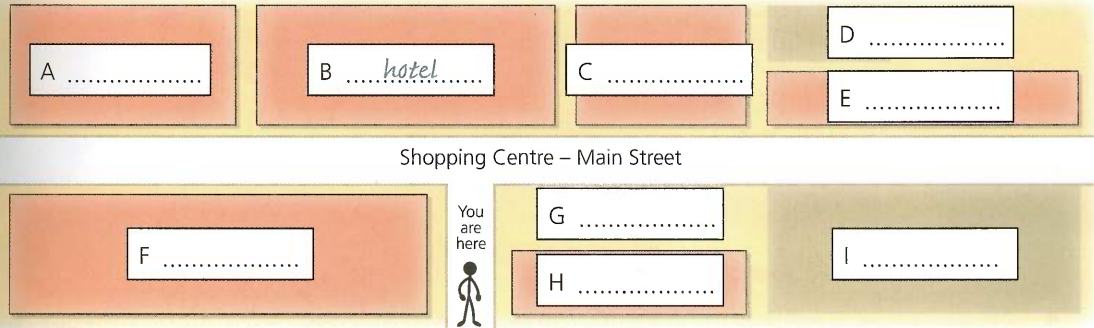 A ..................
B ......hotel............
C ..................
D ..................
E ..................
Shopping Centre – Main Street
F ..................
You
are
here
G ..................
H ..................
I ..................